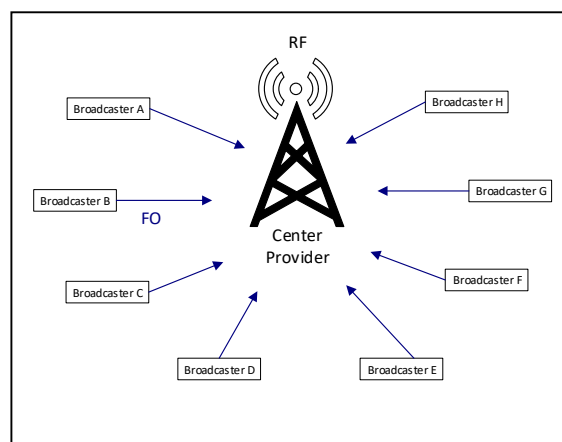 RF
Broadcaster A
Broadcaster H
Broadcaster B
Broadcaster G
FO
Center
Provider
Broadcaster C
Broadcaster F
Broadcaster D
Broadcaster E